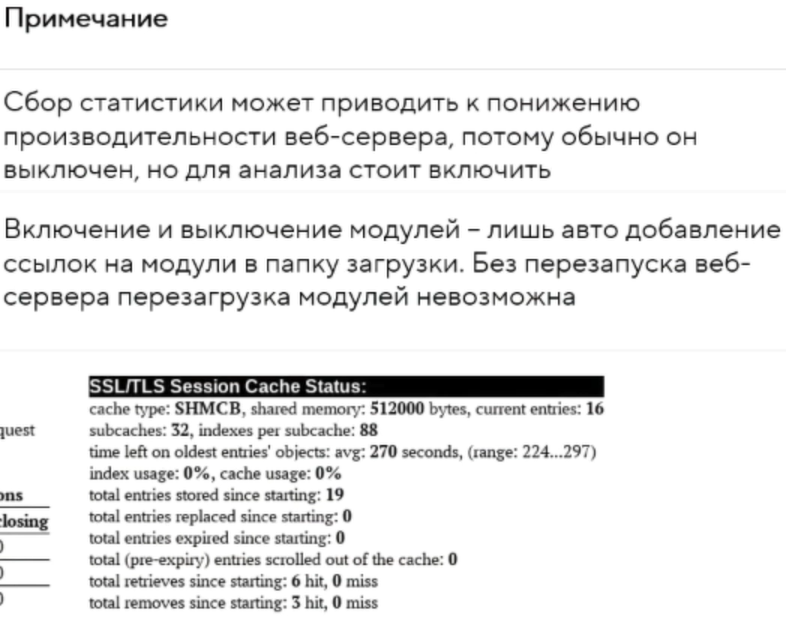 Примечание
Сбор статистики может приводить к понижению
производительности веб-сервера, потому обычно он
выключен, но для анализа стоит включить
Включение и выключение модулей – лишь авто добавление
ссылок на модули в папку загрузки. Без перезапуска веб-
сервера перезагрузка модулей невозможна
SSL/TLS Session Cache Status:
cache type: SHMCB, shared memory: 512000 bytes, current entries: 16
subcaches: 32, indexes per subcache: 88
time left on oldest entries' objects: avg: 270 seconds, (range: 224...297)
index usage: 0%, cache usage: 0%
total entries stored since starting: 19
total entries replaced since starting: 0
total entries expired since starting: 0
total (pre-expiry) entries scrolled out of the cache: 0
total retrieves since starting: 6 hit, 0 miss
total removes since starting: 3 hit, 0 miss
quest
ons
closing